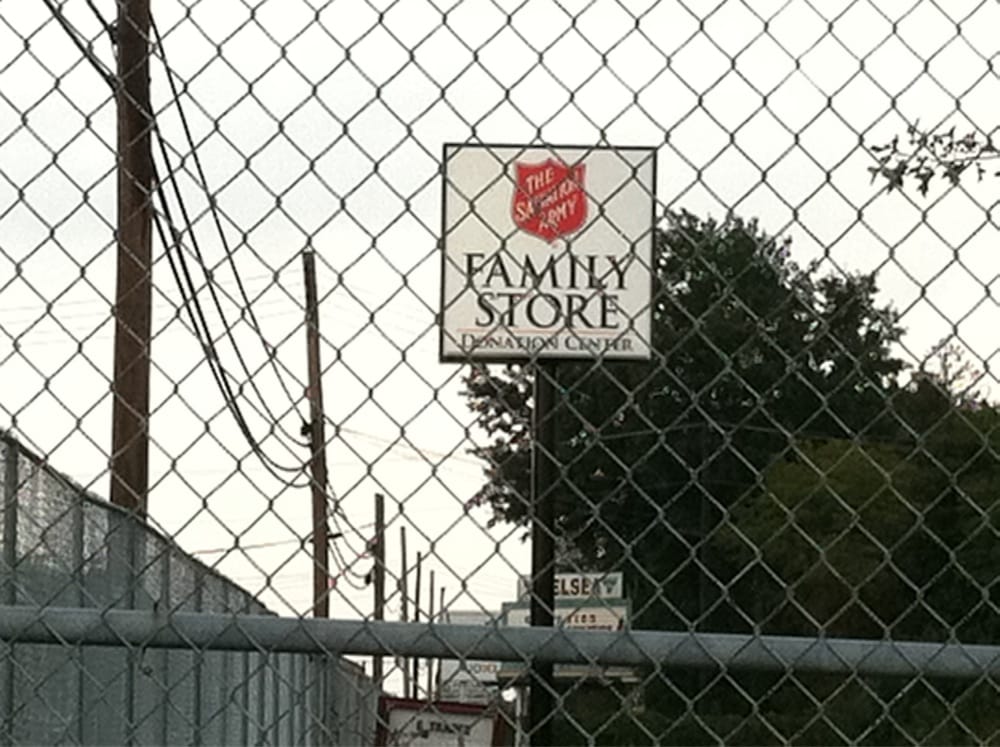 THE
SALVATION
ARMY
FAMILY
STORE
DONATION CENTER